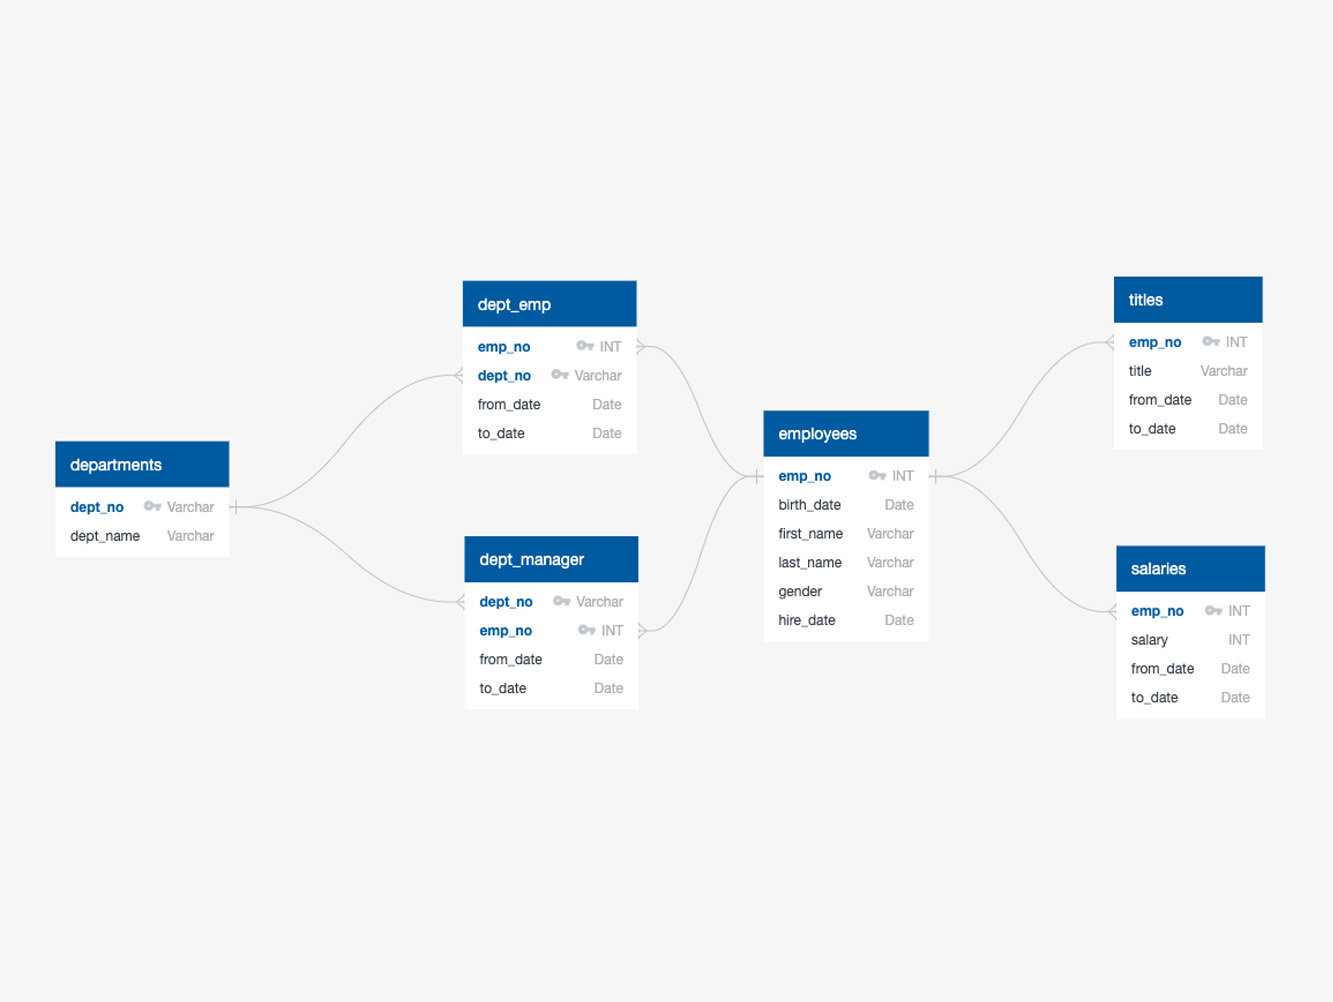 departments
dept_no Varchar
dept_name Varchar
dept_emp
emp_no INT
dept_no Varchar
from_date Date
to_date Date
dept_manager
dept_no Varchar
emp_no INT
from_date Date
to_date Date
employees
emp_no INT
birth_date Date
first_name Varchar
last_name Varchar
gender Varchar
hire_date Date
titles
emp_no INT
title Varchar
from_date Date
to_date Date
salaries
emp_no INT
salary INT
from_date Date
to_date Date